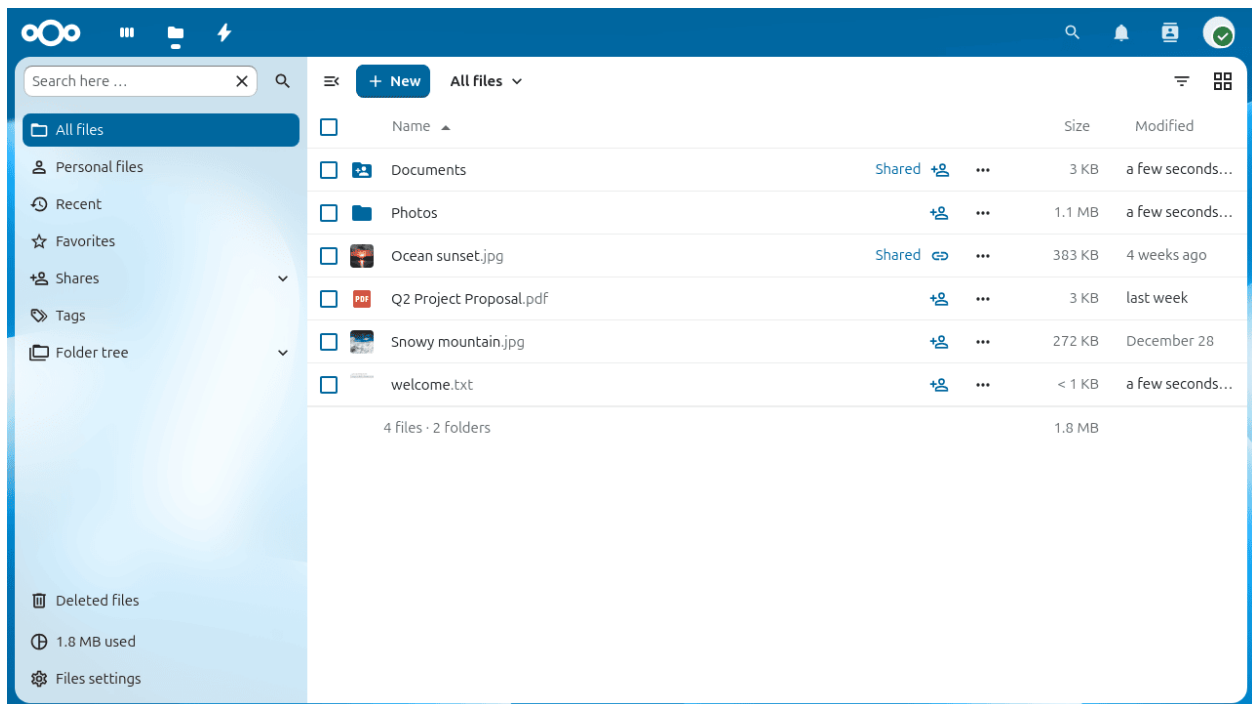 Search here ...
New
All files
All files
Personal files
Recent
Favorites
Shares
Tags
Folder tree
Deleted files
1.8 MB used
Files settings
Name Size Modified
Documents Shared 3 KB a few seconds...
Photos 1.1 MB a few seconds...
Ocean sunset.jpg Shared 383 KB 4 weeks ago
PDF Q2 Project Proposal.pdf 3 KB last week
Snowy mountain.jpg 272 KB December 28
welcome.txt < 1 KB a few seconds...
4 files · 2 folders 1.8 MB